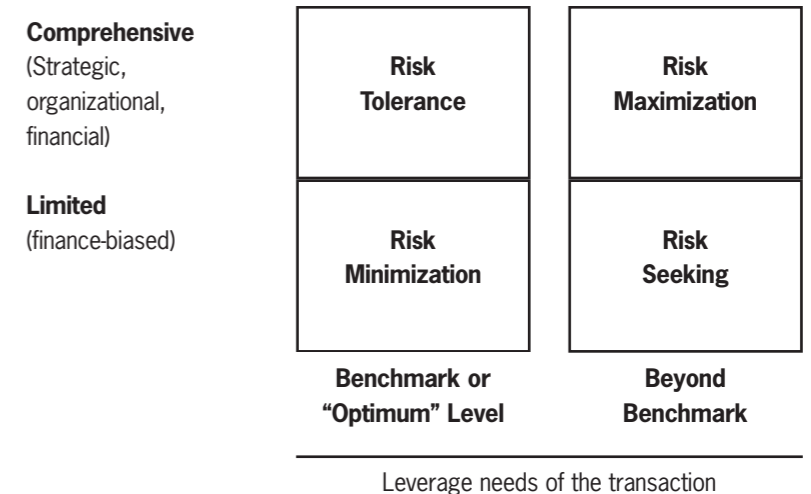 Comprehensive
(Strategic,
organizational,
financial)
Risk
Tolerance
Risk
Maximization
Limited
(finance-biased)
Risk
Minimization
Risk
Seeking
Benchmark or
“Optimum” Level
Beyond
Benchmark
Leverage needs of the transaction